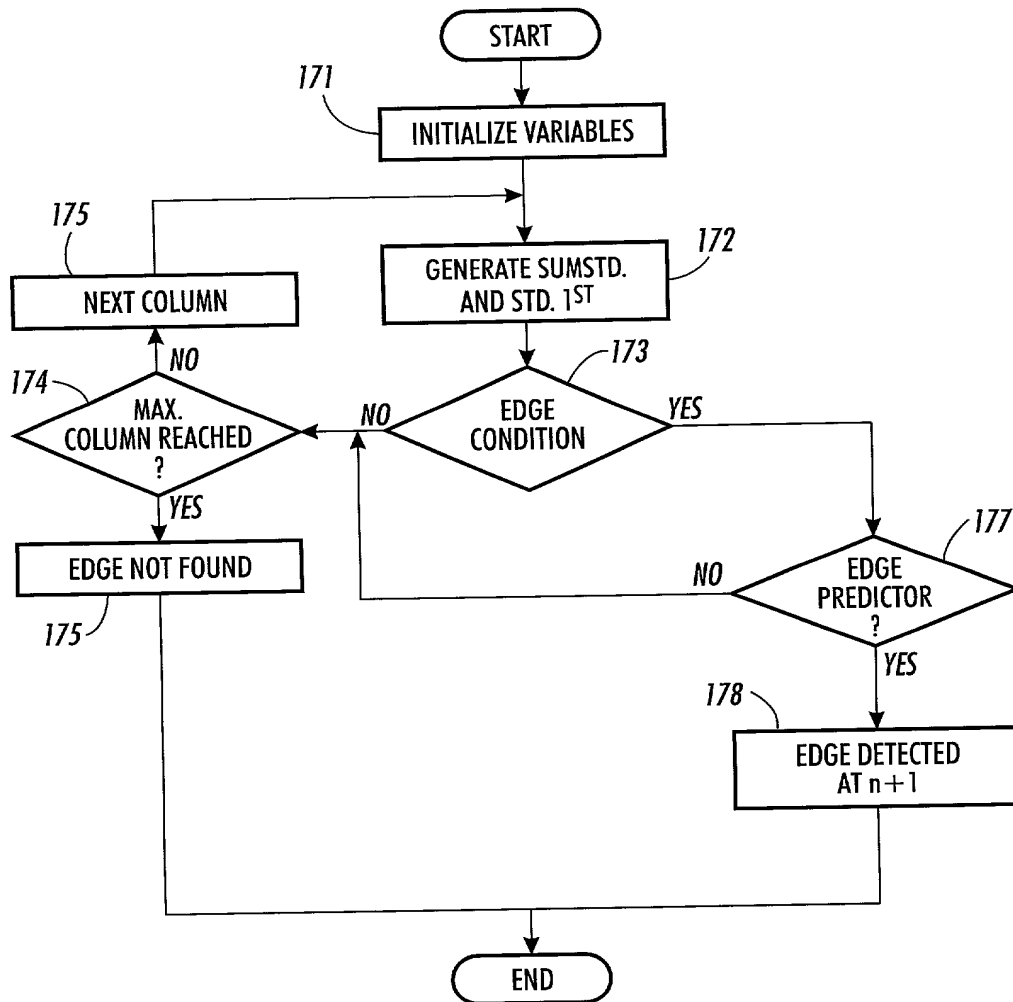 START
171
INITIALIZE VARIABLES
175
172
GENERATE SUMSTD.
AND STD. 1ST
NEXT COLUMN
NO
174
173
MAX.
COLUMN REACHED
?
NO
EDGE
CONDITION
YES
YES
177
EDGE NOT FOUND
175
NO
EDGE
PREDICTOR
?
YES
178
EDGE DETECTED
AT n+1
END